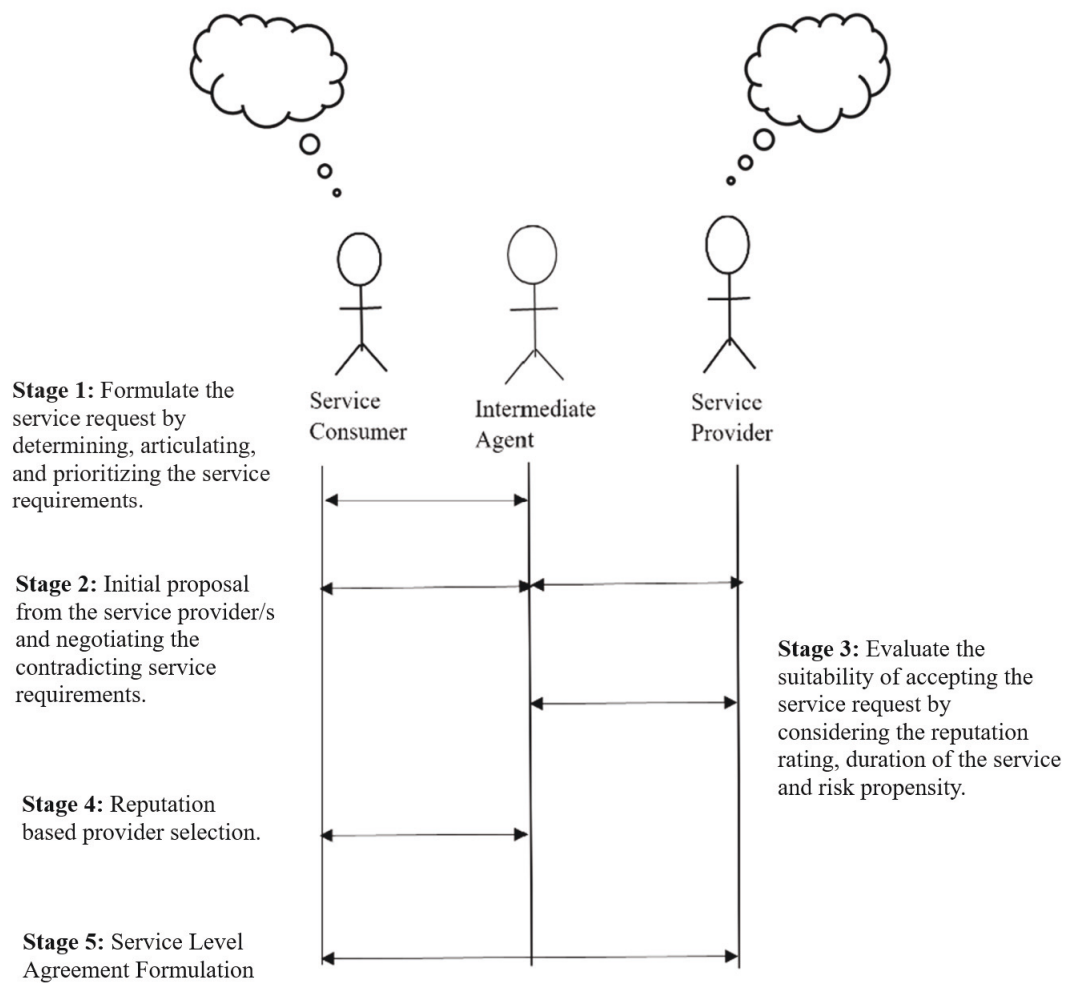 Service
Consumer
Intermediate
Agent
Service
Provider
Stage 1: Formulate the
service request by
determining, articulating,
and prioritizing the service
requirements.
Stage 2: Initial proposal
from the service provider/s
and negotiating the
contradicting service
requirements.
Stage 3: Evaluate the
suitability of accepting the
service request by
considering the reputation
rating, duration of the service
and risk propensity.
Stage 4: Reputation
based provider selection.
Stage 5: Service Level
Agreement Formulation